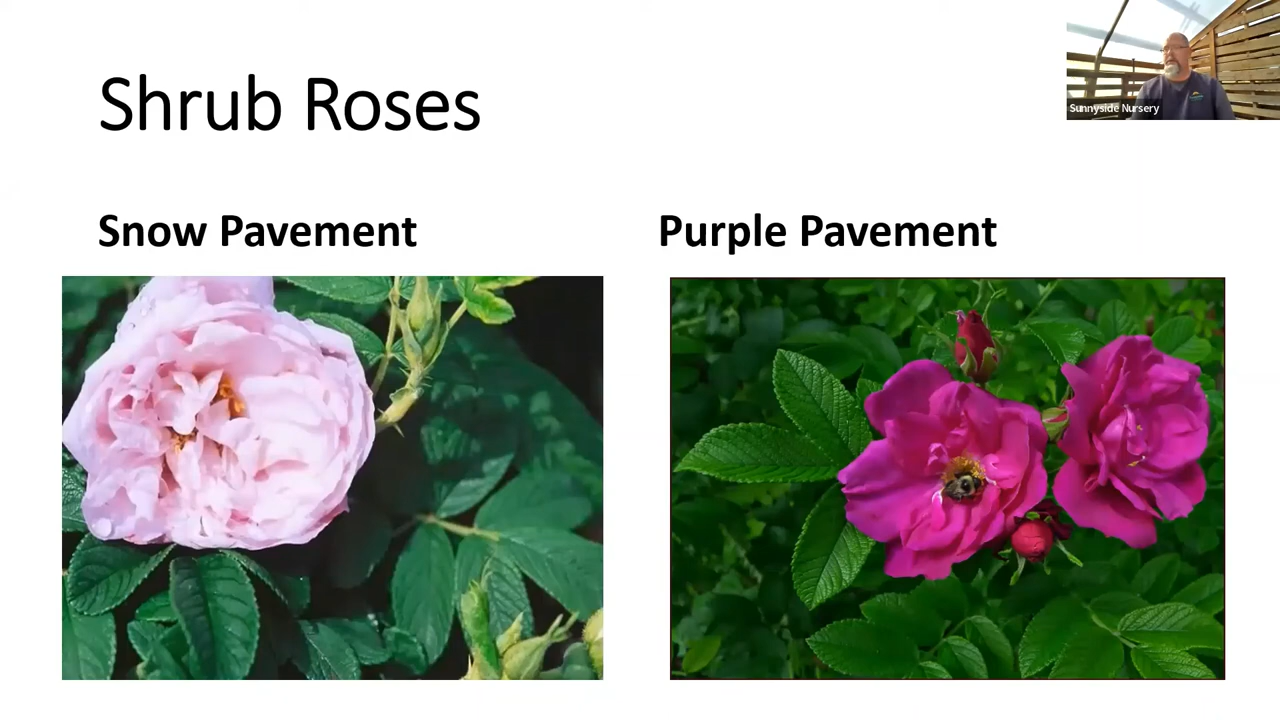 Shrub Roses
Sunnyside Nursery
Snow Pavement
Purple Pavement